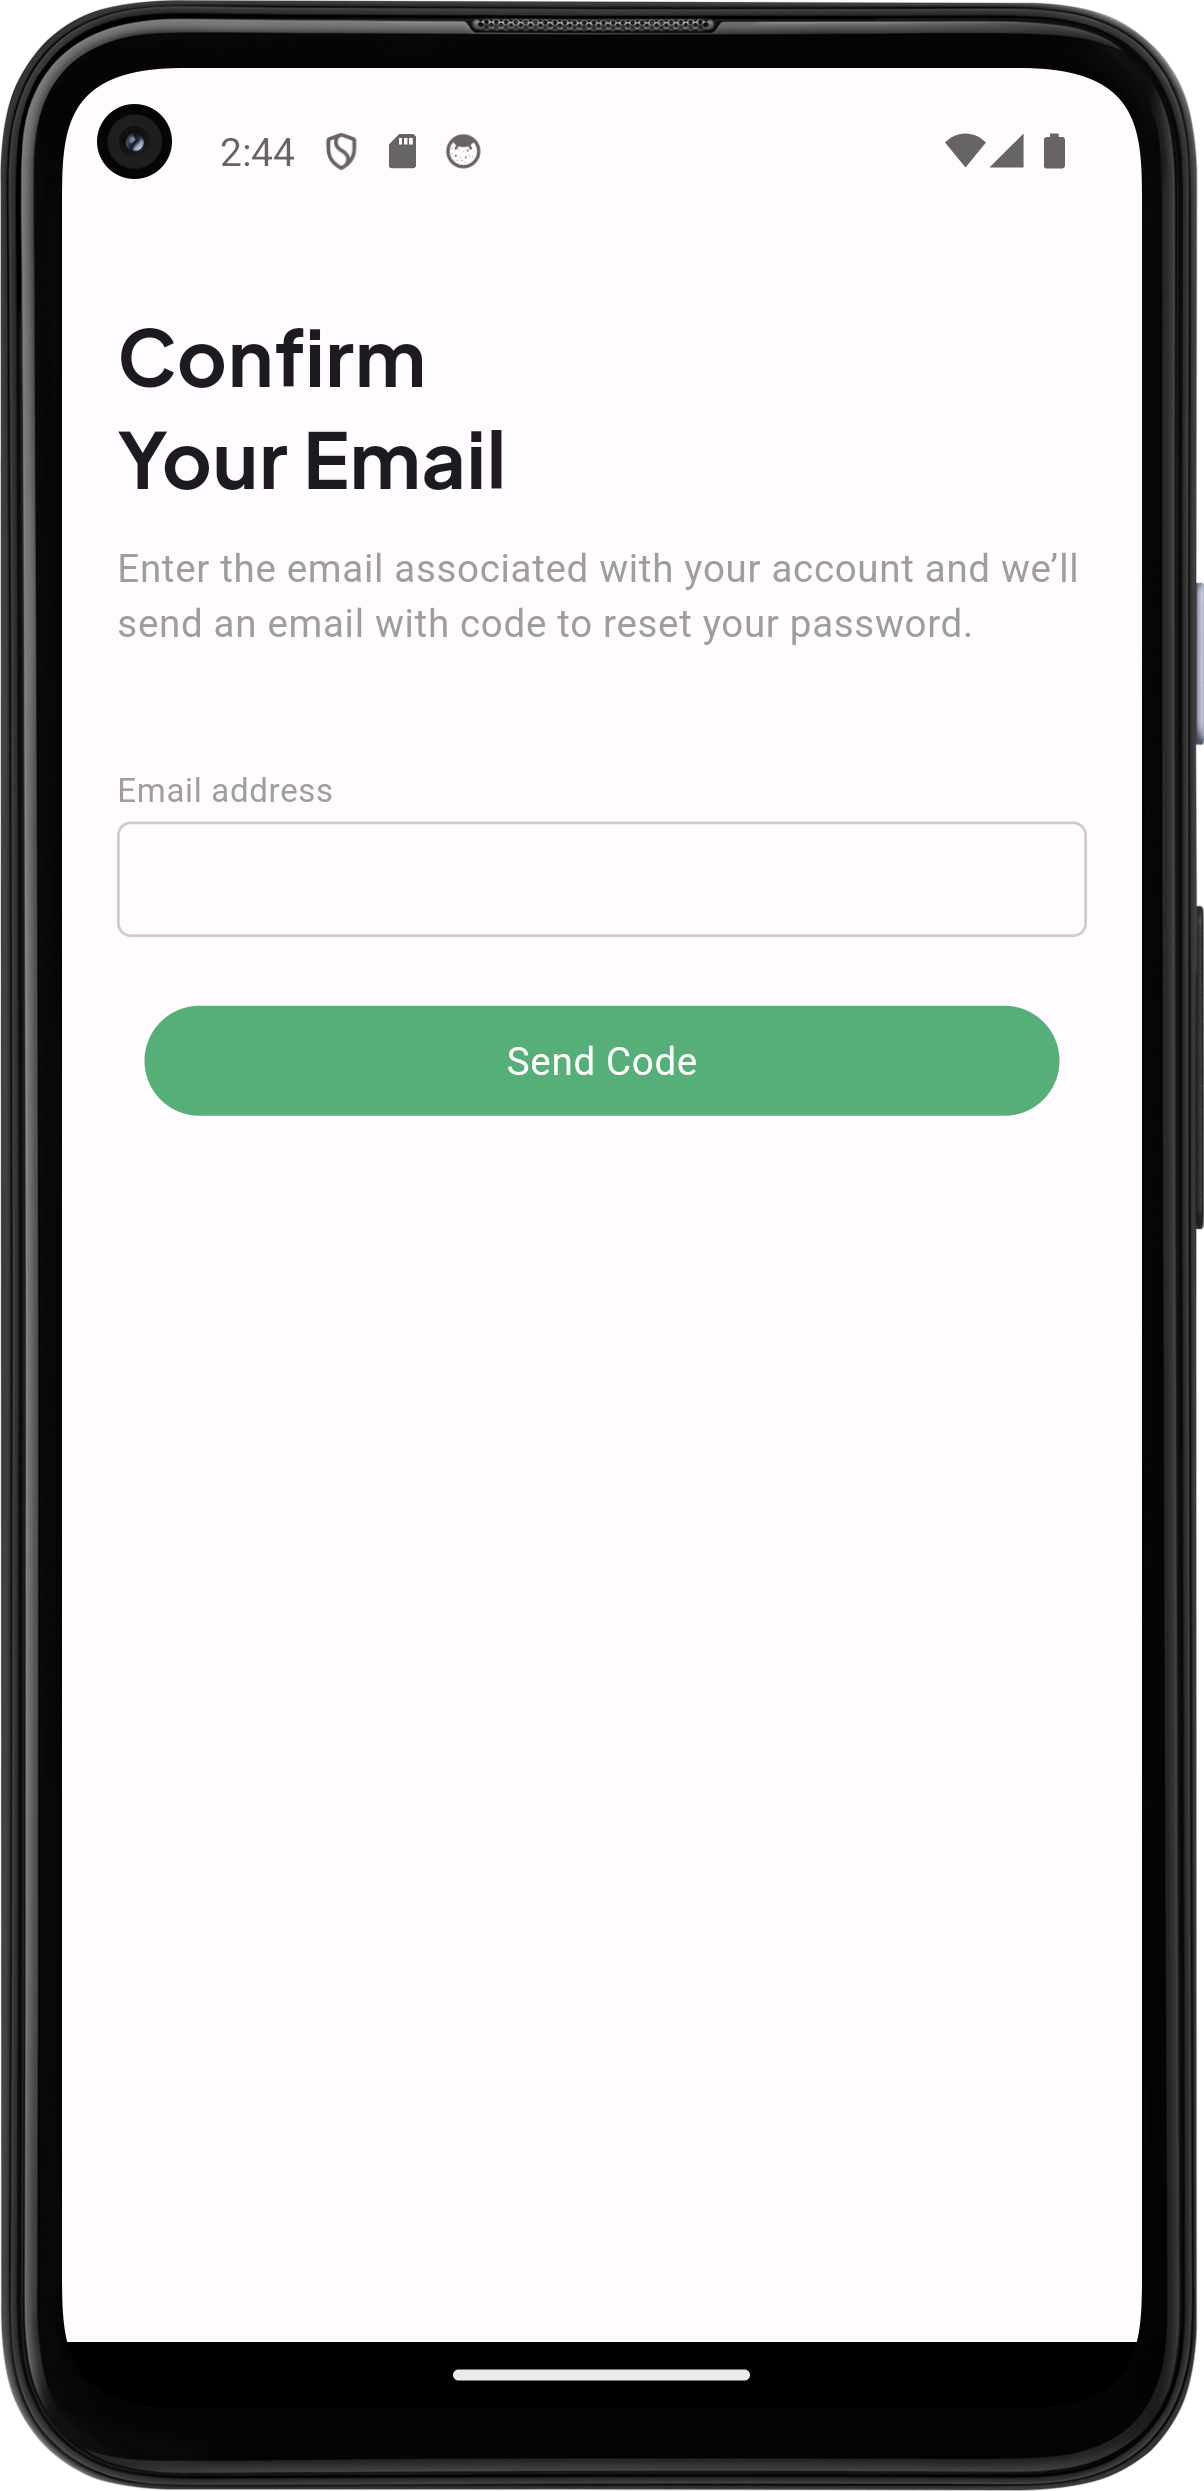 2:44
Confirm
Your Email
Enter the email associated with your account and we’ll
send an email with code to reset your password.
Email address
Send Code